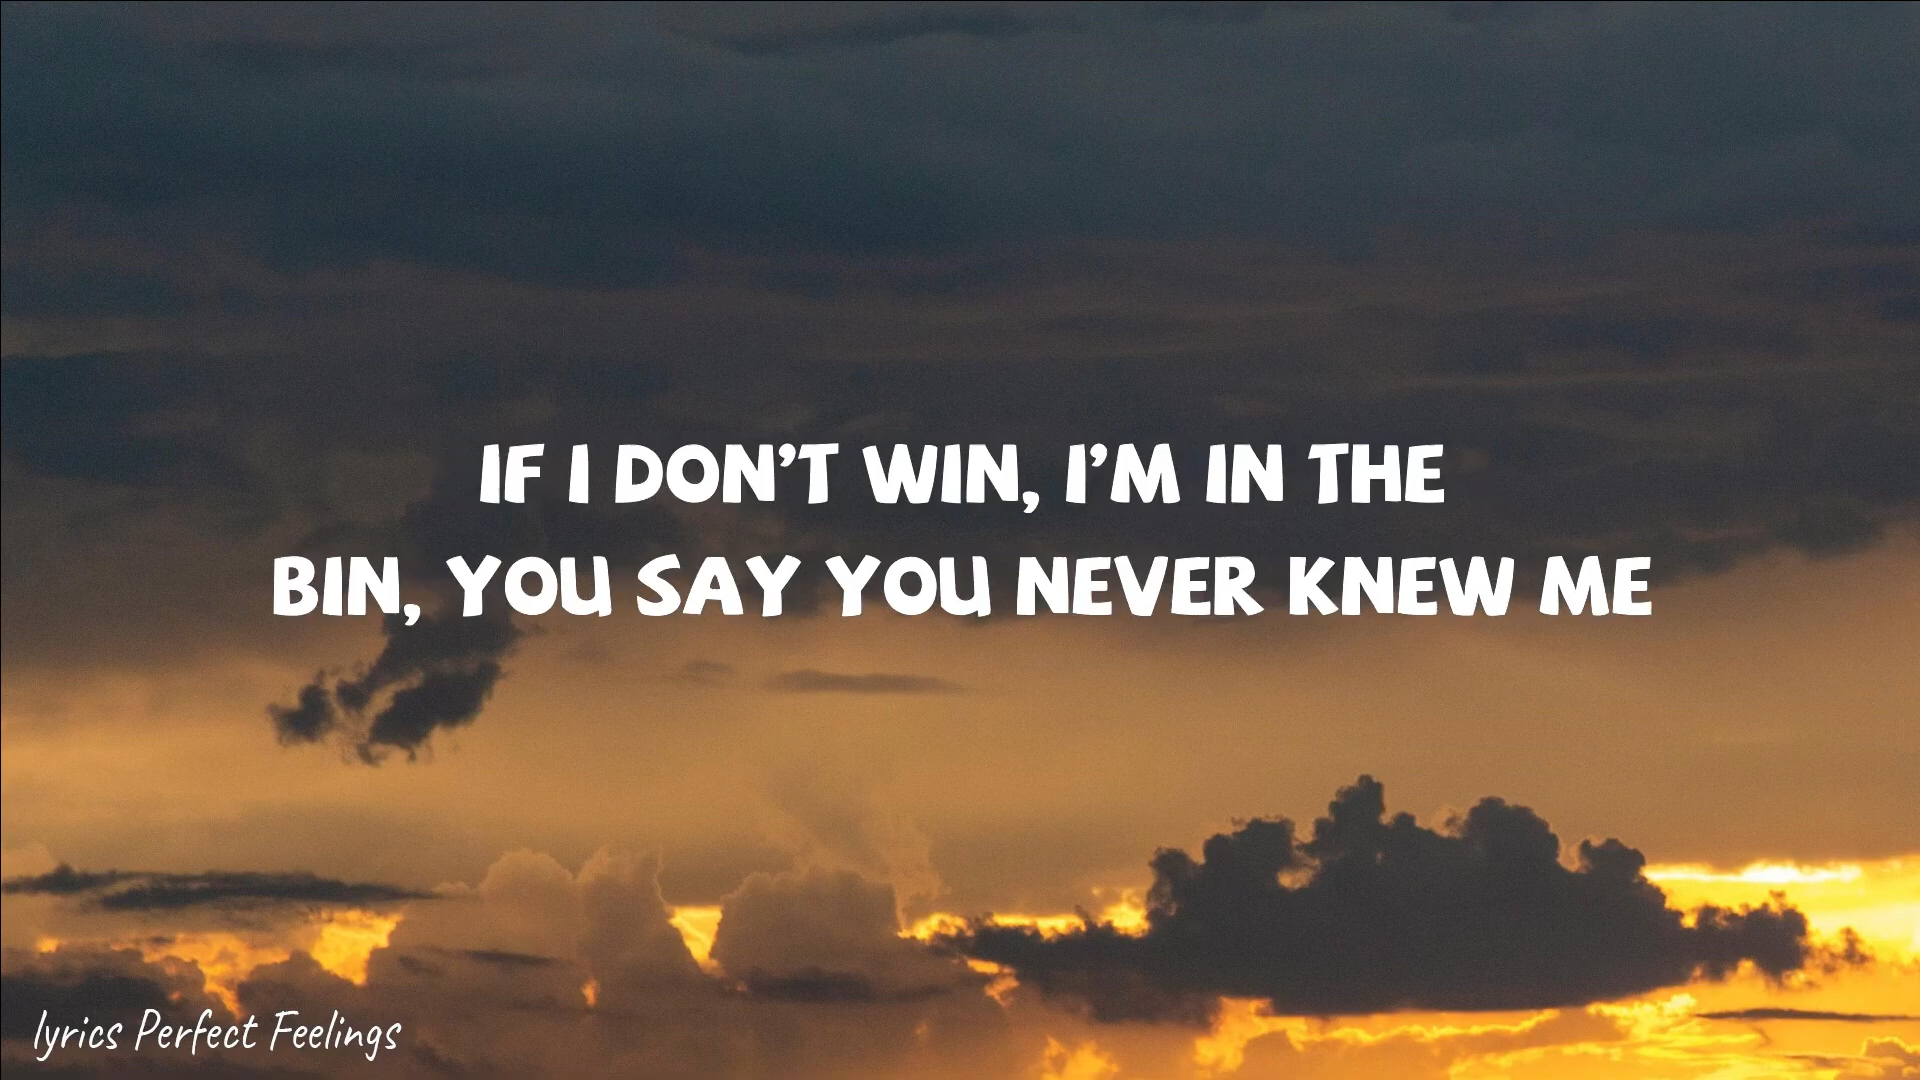 IF I DON'T WIN, I'M IN THE
BIN, YOU SAY YOU NEVER KNEW ME
lyrics Perfect Feelings